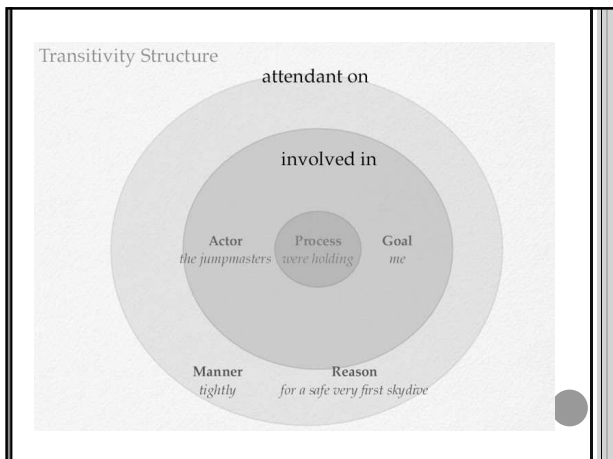 Transitivity Structure
attendant on
involved in
Actor Process Goal
the jumpmasters were holding me
Manner Reason
tightly for a safe very first skydive